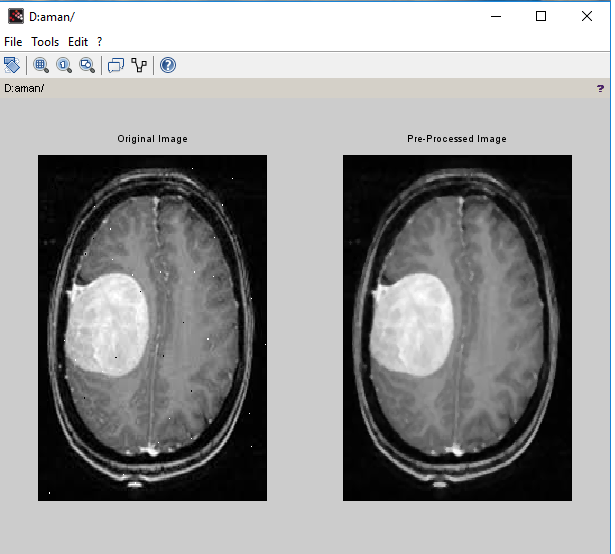 D:aman/
File Tools Edit ?
D:aman/ ?
Original Image
Pre-Processed Image